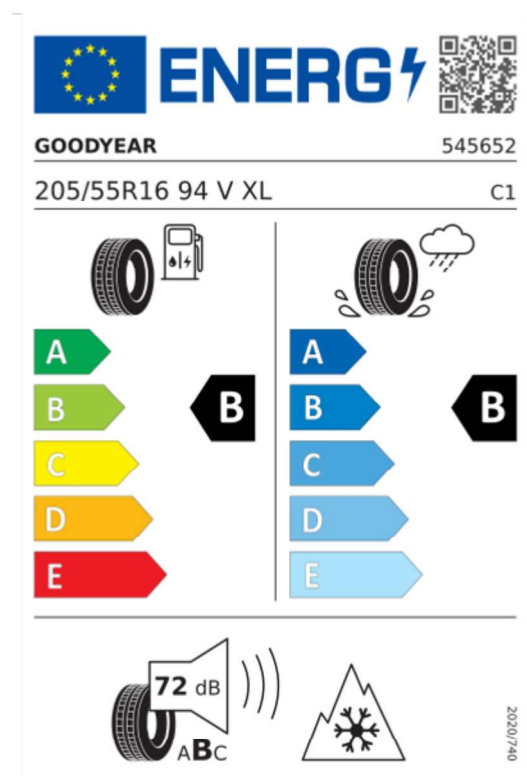 ENERG
GOODYEAR 545652
205/55R16 94 V XL C1
A A
B B B B
C C
D D
E E
72 dB
ABC
2020/740